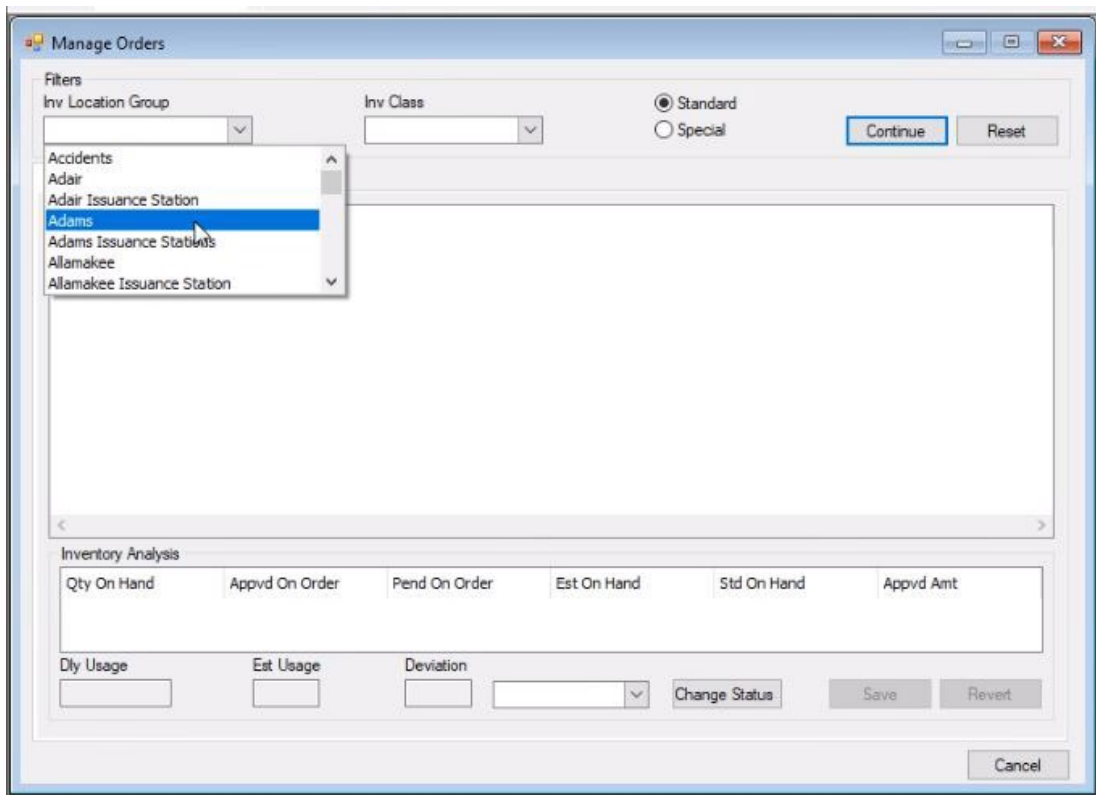 Manage Orders
Filters
Inv Location Group Inv Class Standard
Special Continue Reset
Accidents
Adair
Adair Issuance Station
Adams
Adams Issuance Stations
Allamakee
Allamakee Issuance Station
Inventory Analysis
Qty On Hand Appvd On Order Pend On Order Est On Hand Std On Hand Appvd Amt
Dly Usage Est Usage Deviation
Change Status Save Revert
Cancel